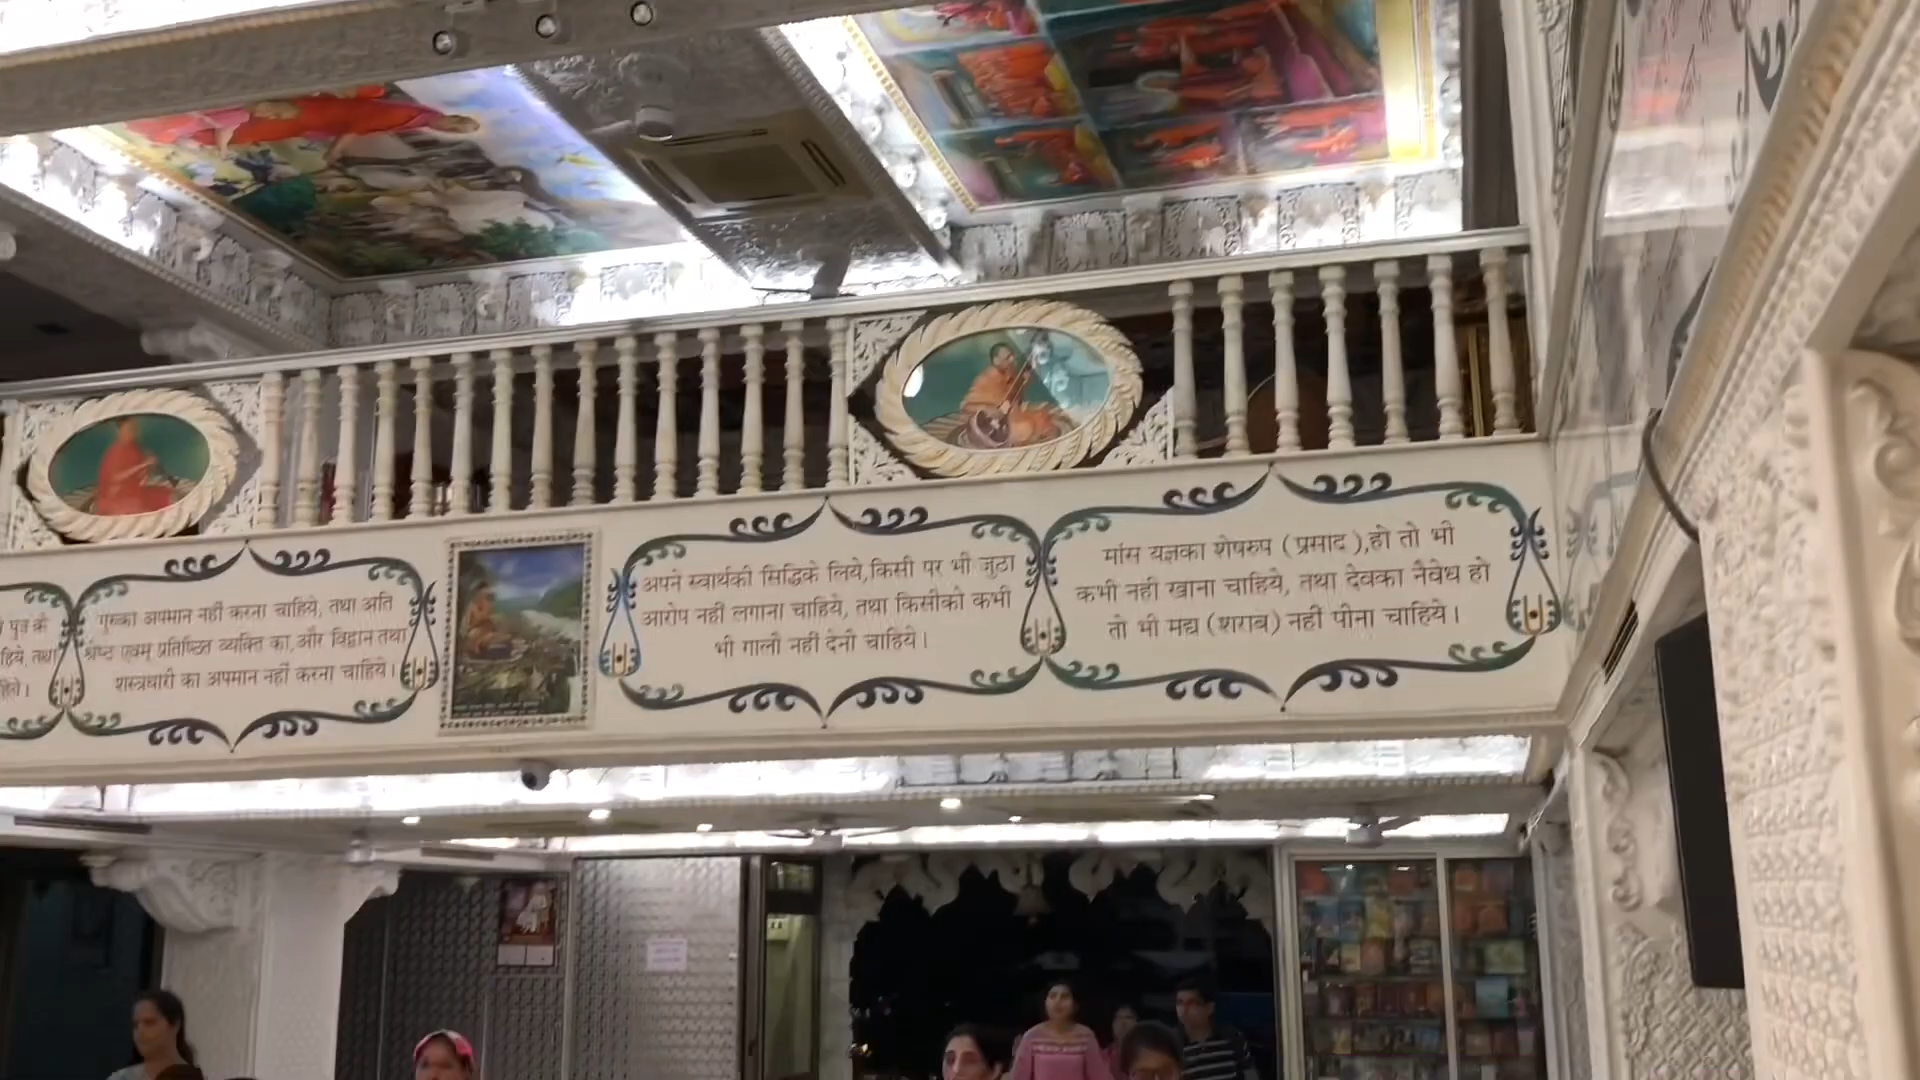 पुत्र के
हिये, तथा
गुरुका अपमान नहीं करना चाहिये, तथा अति
श्रेष्ठ एवम् प्रतिष्ठित व्यक्ति का, और विद्वान तथा
शस्त्रधारी का अपमान नहीं करना चाहिये।
अपने स्वार्थकी सिद्धिके लिये,किसी पर भी जुठा
आरोप नहीं लगाना चाहिये, तथा किसीको कभी
भी गाली नहीं देनी चाहिये।
मांस यज्ञका शेषरुप (प्रसाद),हो तो भी
कभी नही खाना चाहिये, तथा देवका नैवेध हो
तो भी मद्य (शराब) नहीं पीना चाहिये।